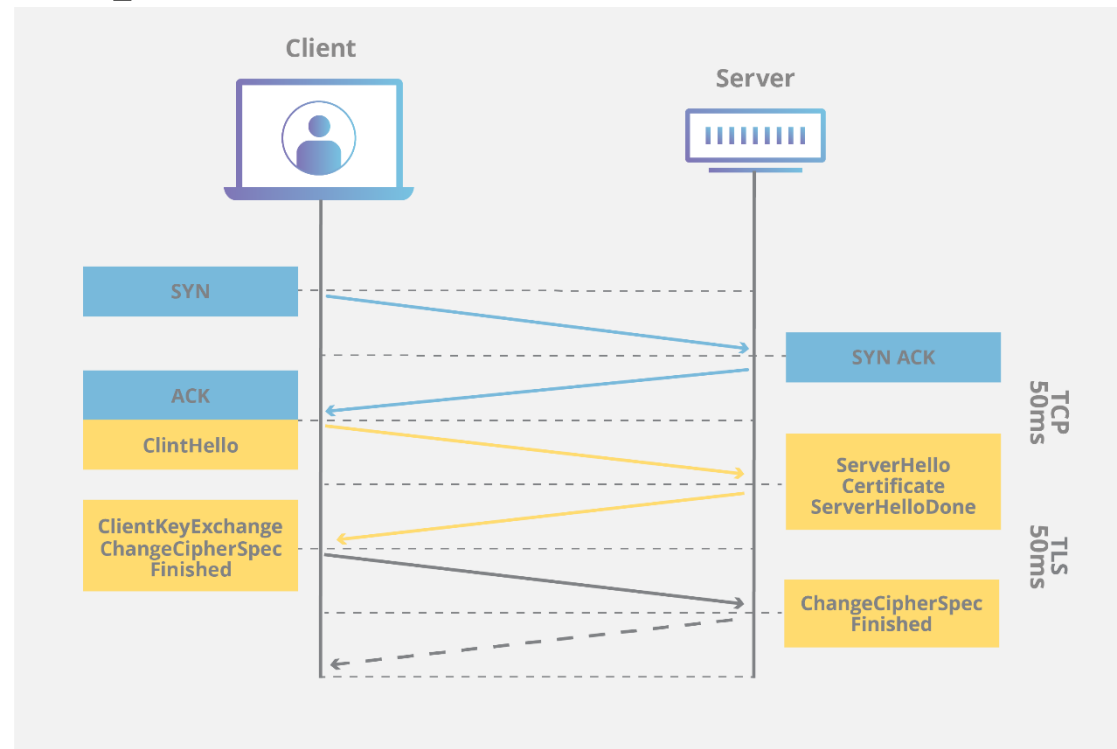 Client
Server
SYN
SYN ACK
ACK
ClintHello
TCP
50ms
ServerHello
Certificate
ServerHelloDone
ClientKeyExchange
ChangeCipherSpec
Finished
TLS
50ms
ChangeCipherSpec
Finished